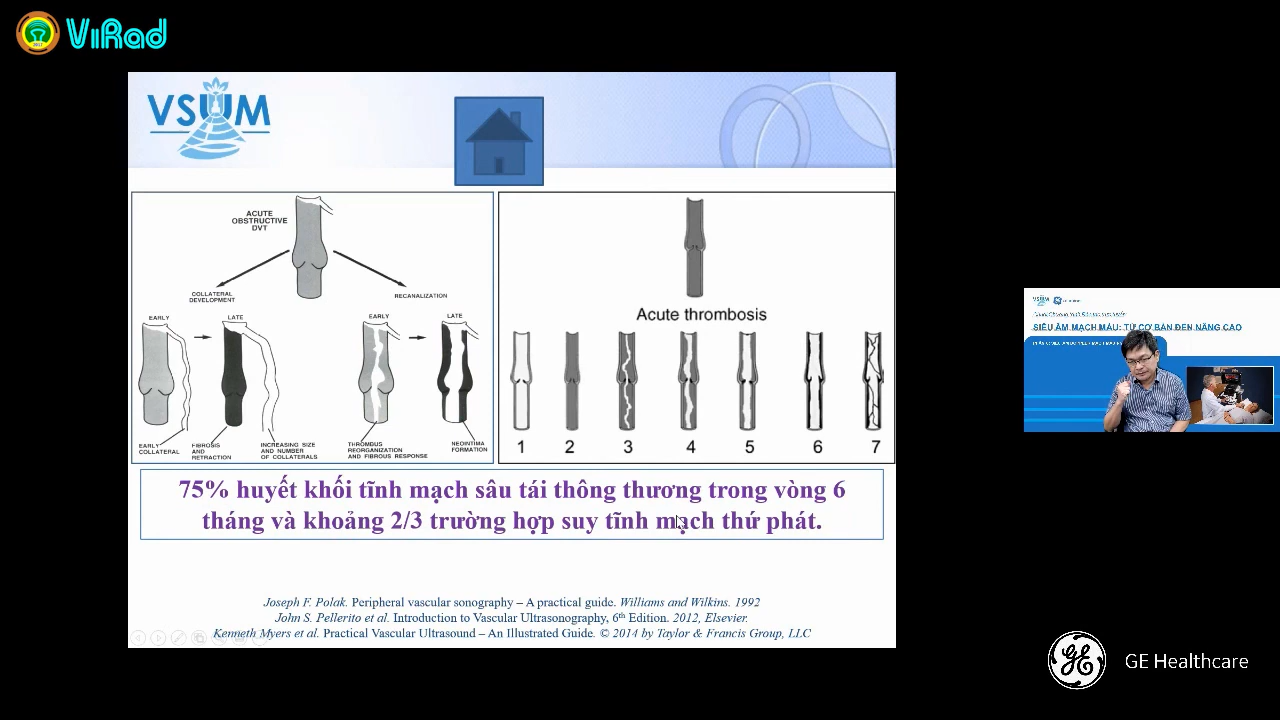 ViRad
VSUM
ACUTE
OBSTRUCTIVE
DVT
COLLATERAL
DEVELOPMENT
RECANALIZATION
EARLY
LATE
EARLY
LATE
EARLY
COLLATERAL
FIBROSIS
AND
RETRACTION
INCREASING SIZE
AND NUMBER
OF COLLATERALS
THROMBUS
REORGANIZATION
AND FIBROUS RESPONSE
NEOINTIMA
FORMATION
Acute thrombosis
1 2 3 4 5 6 7
75% huyết khối tĩnh mạch sâu tái thông thương trong vòng 6
tháng và khoảng 2/3 trường hợp suy tĩnh mạch thứ phát.
Joseph F. Polak. Peripheral vascular sonography – A practical guide. Williams and Wilkins. 1992
John S. Pellerito et al. Introduction to Vascular Ultrasonography, 6th Edition. 2012, Elsevier.
Kenneth Myers et al. Practical Vascular Ultrasound – An Illustrated Guide. © 2014 by Taylor & Francis Group, LLC
VSUM
SIÊU ÂM MẠCH MÁU: TỪ CƠ BẢN ĐẾN NÂNG CAO
GE Healthcare